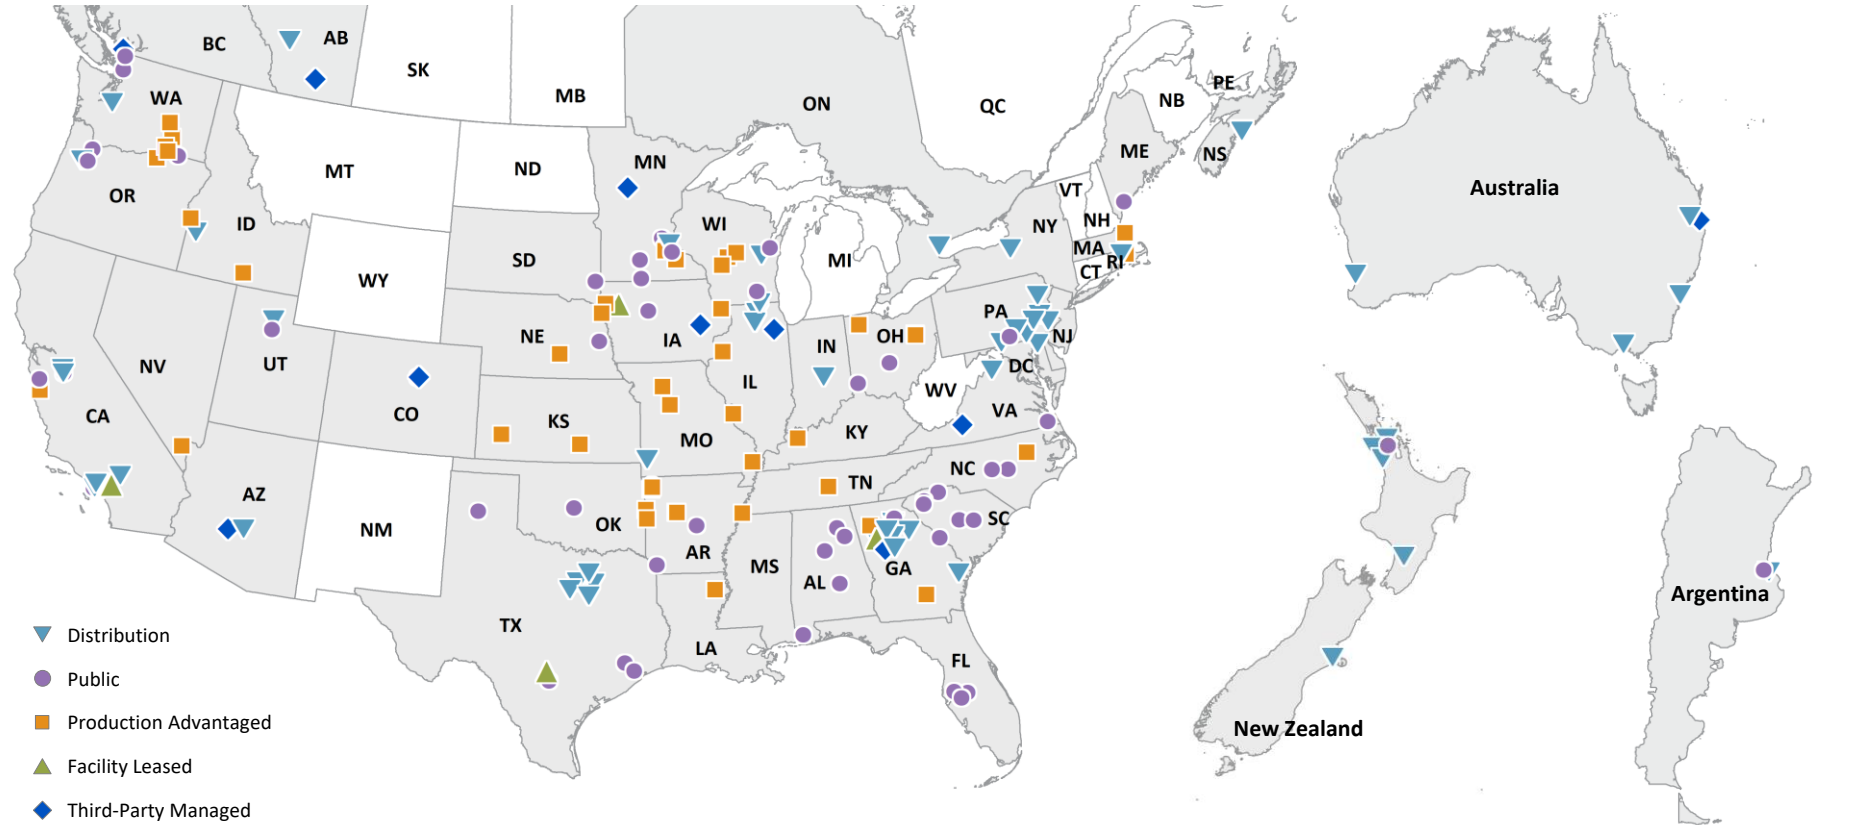 BC
AB
SK
MB
ON
QC
NB
PE
NS
WA
MT
ND
MN
ME
VT
NH
OR
ID
WI
NY
SD
WY
MI
MA
RI
CT
NE
IA
IN
OH
PA
NJ
NV
UT
IL
DC
WV
CA
CO
KS
MO
KY
VA
AZ
NM
OK
AR
TN
NC
SC
MS
AL
GA
TX
LA
FL
Australia
New Zealand
Argentina
Distribution
Public
Production Advantaged
Facility Leased
Third-Party Managed